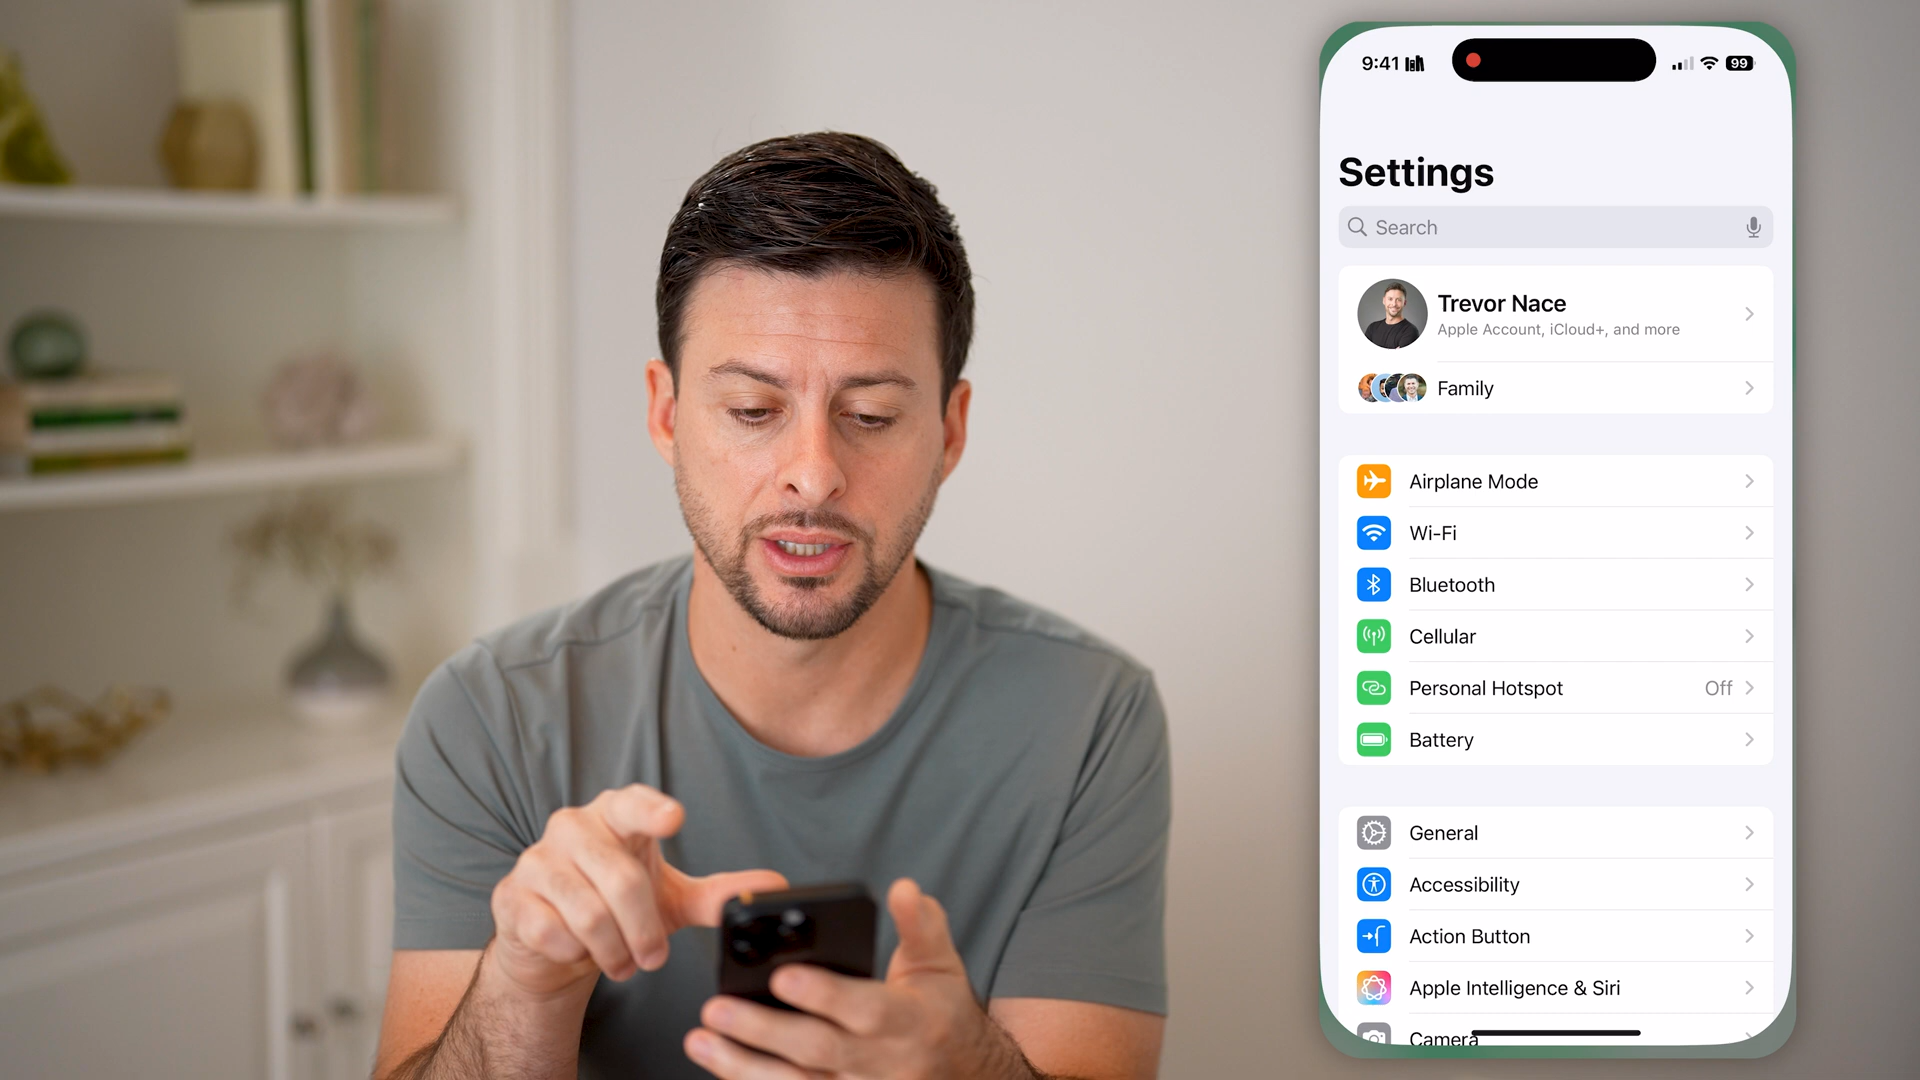 9:41
99
Settings
Search
Trevor Nace
Apple Account, iCloud+, and more
Family
Airplane Mode
Wi-Fi
Bluetooth
Cellular
Personal Hotspot Off
Battery
General
Accessibility
Action Button
Apple Intelligence & Siri
Camera